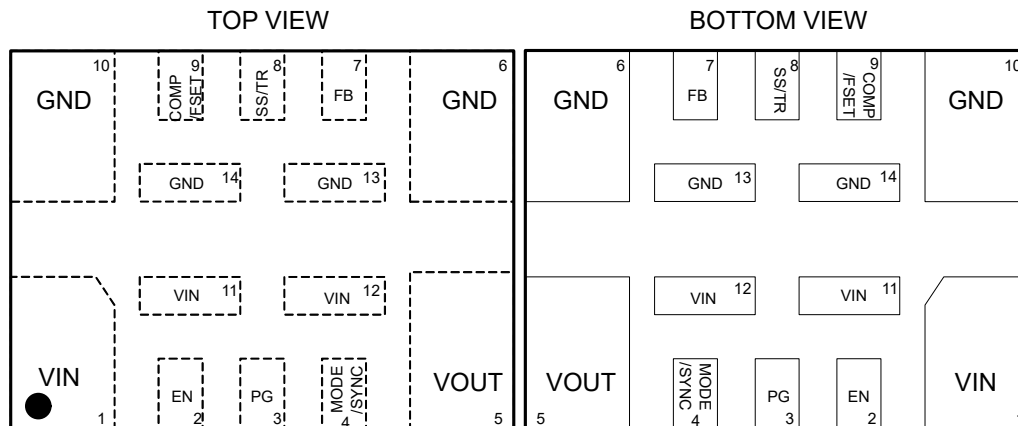 TOP VIEW
10
GND
9
COMP
/FSET
8
SS/TR
7
FB
6
GND
GND 14
GND 13
VIN 11
VIN 12
VIN
1
EN
2
PG
3
MODE
/SYNC
4
VOUT
5
BOTTOM VIEW
6
GND
7
FB
8
SS/TR
9
COMP
/FSET
10
GND
GND 13
GND 14
VIN 12
VIN 11
VOUT
5
MODE
/SYNC
4
PG
3
EN
2
VIN